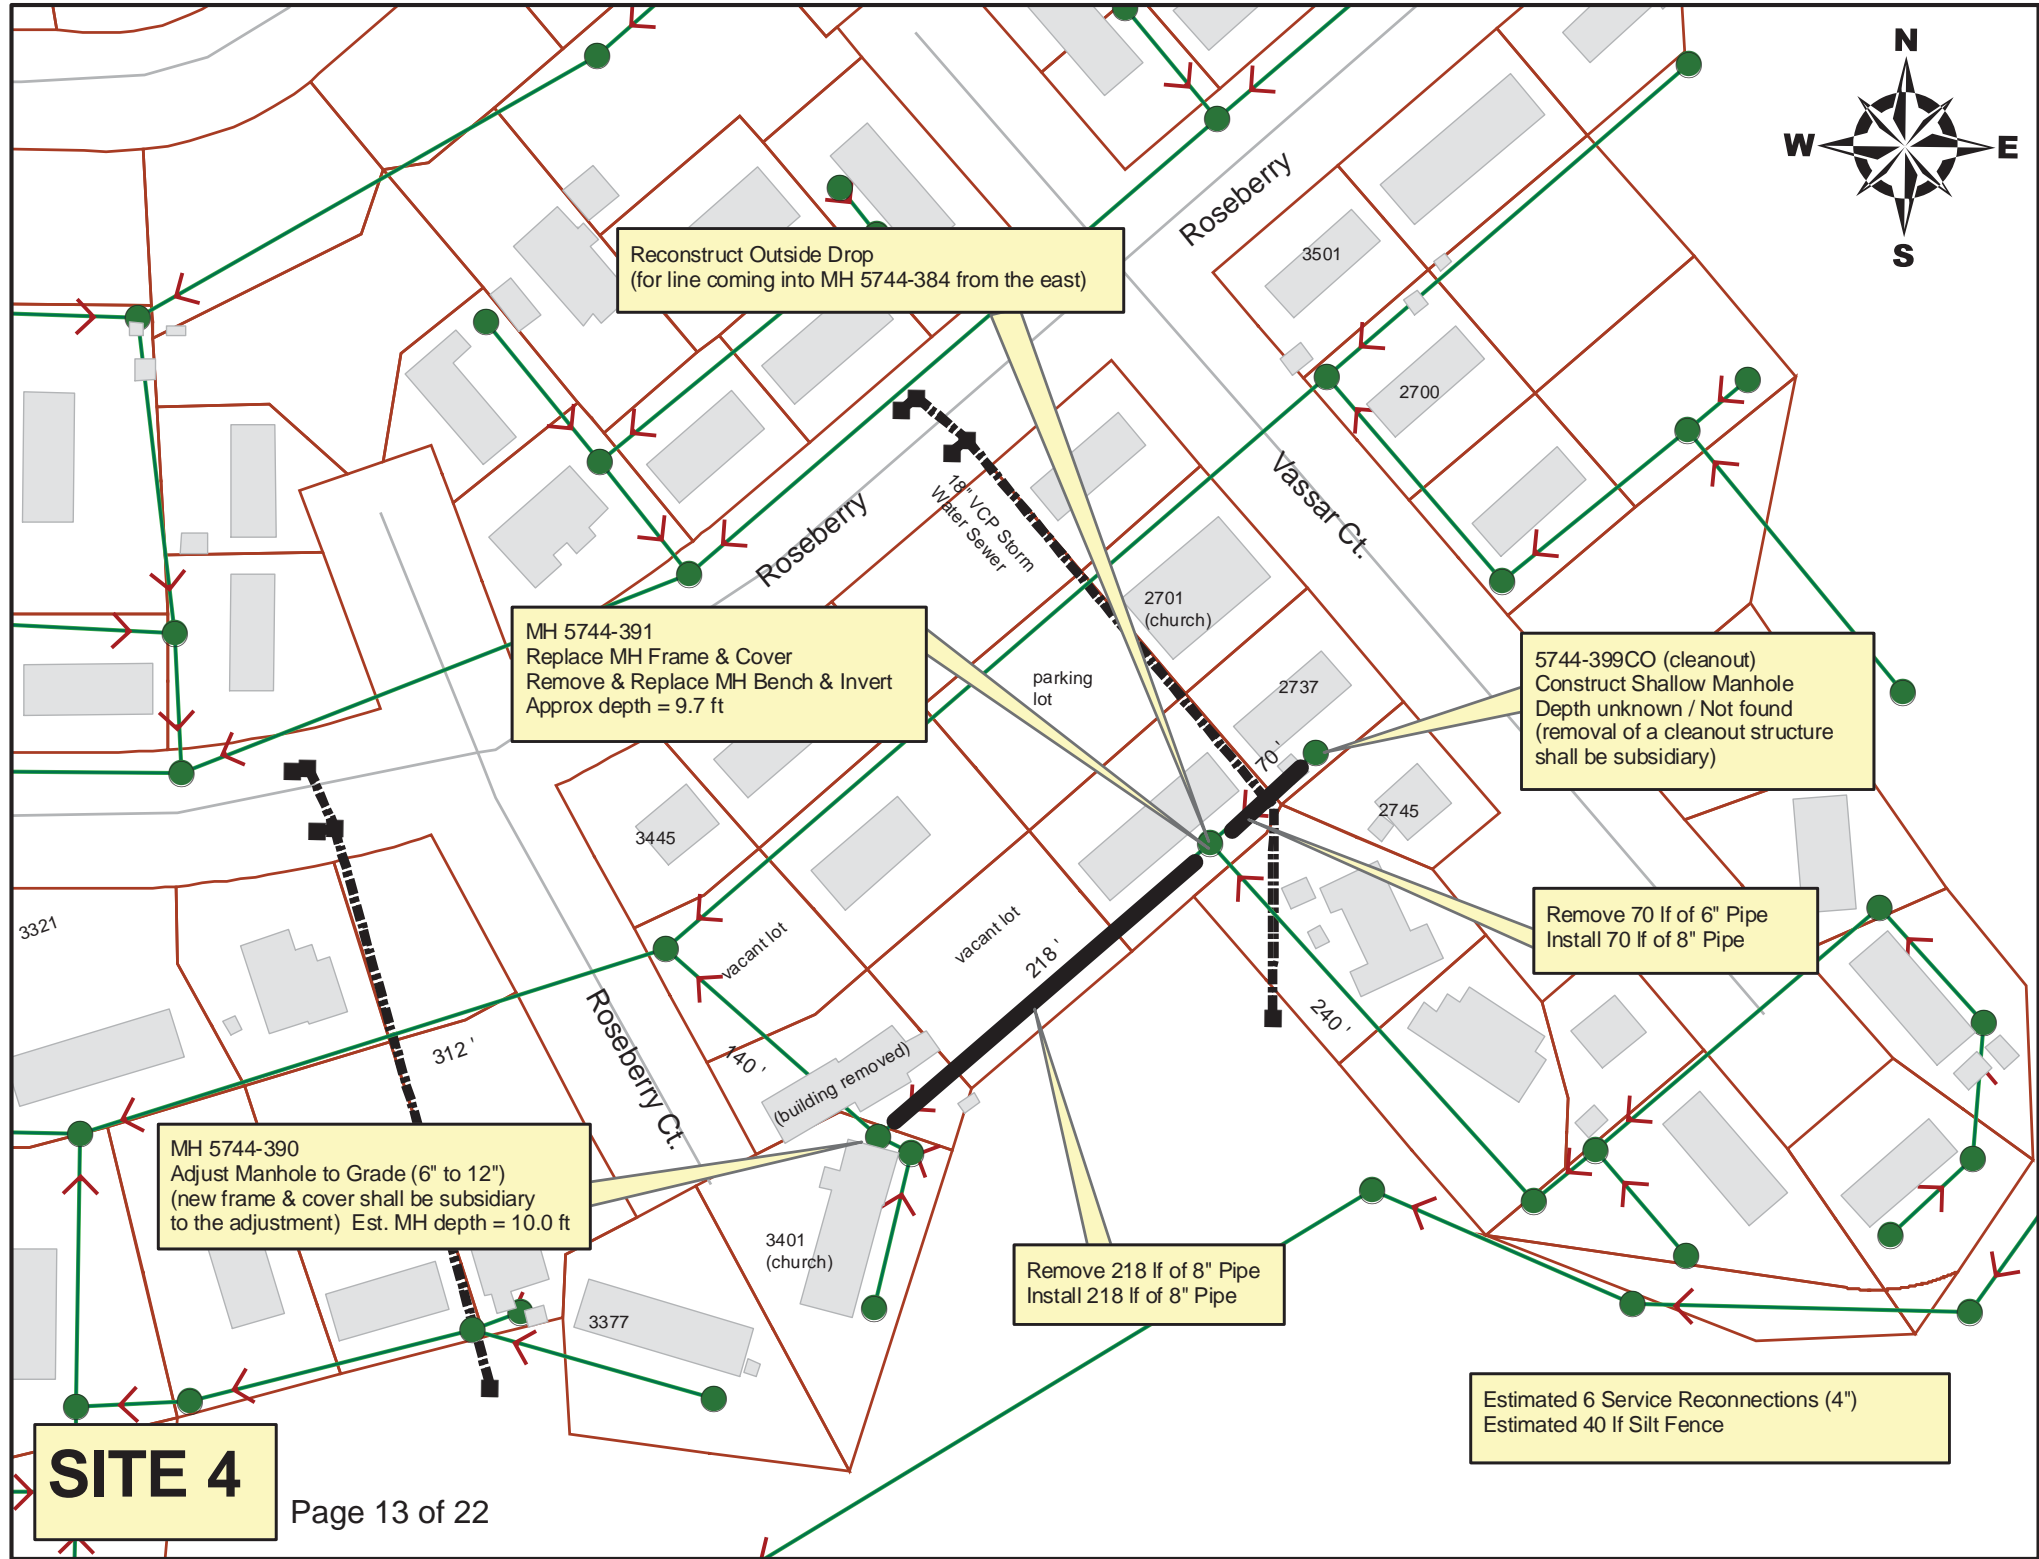 N
W
E
S
Roseberry
3501
Reconstruct Outside Drop
(for line coming into MH 5744-384 from the east)
2700
Vassar Ct.
18" VCP Storm
Water Sewer
Roseberry
2701
(church)
MH 5744-391
Replace MH Frame & Cover
Remove & Replace MH Bench & Invert
Approx depth = 9.7 ft
parking
lot
2737
5744-399CO (cleanout)
Construct Shallow Manhole
Depth unknown / Not found
(removal of a cleanout structure
shall be subsidiary)
70 '
2745
3445
3321
vacant lot
vacant lot
218 '
Remove 70 lf of 6" Pipe
Install 70 lf of 8" Pipe
240 '
Roseberry Ct.
312 '
140 '
(building removed)
MH 5744-390
Adjust Manhole to Grade (6" to 12")
(new frame & cover shall be subsidiary
to the adjustment)  Est. MH depth = 10.0 ft
3401
(church)
Remove 218 lf of 8" Pipe
Install 218 lf of 8" Pipe
3377
Estimated 6 Service Reconnections (4")
Estimated 40 lf Silt Fence
SITE 4
Page 13 of 22